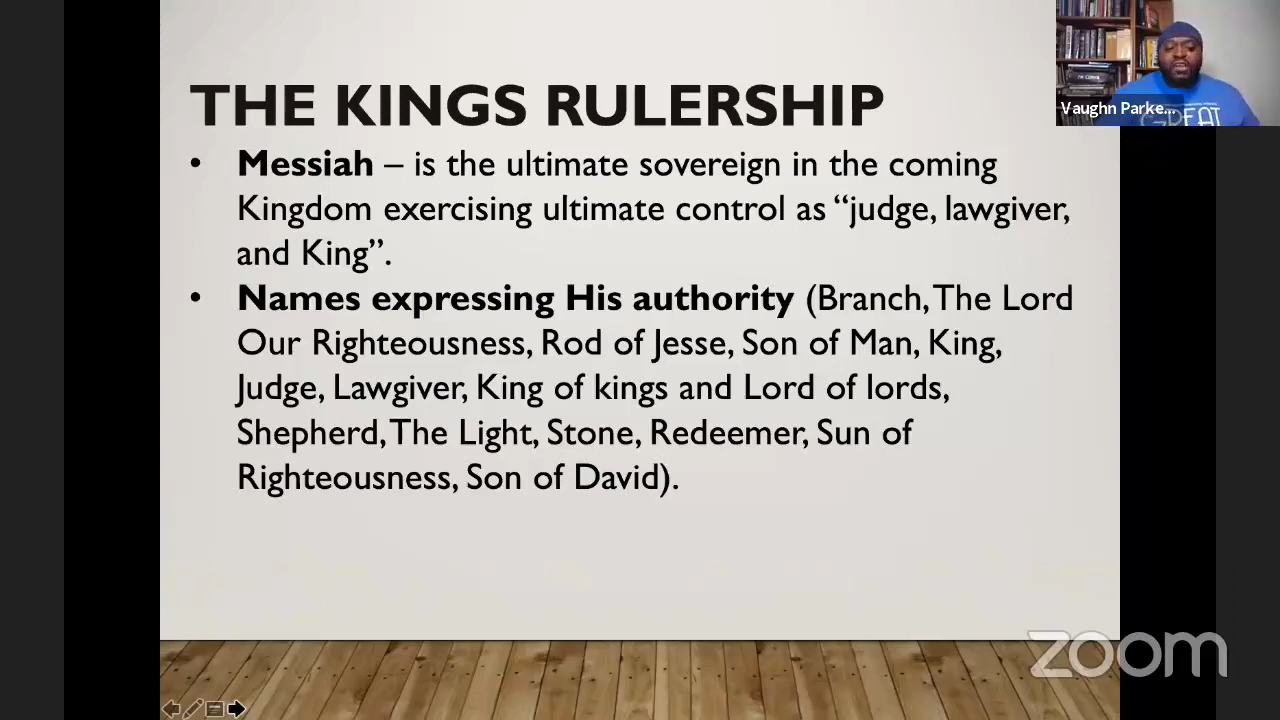 THE KINGS RULERSHIP
• Messiah – is the ultimate sovereign in the coming
Kingdom exercising ultimate control as “judge, lawgiver,
and King”.
• Names expressing His authority (Branch, The Lord
Our Righteousness, Rod of Jesse, Son of Man, King,
Judge, Lawgiver, King of kings and Lord of lords,
Shepherd, The Light, Stone, Redeemer, Sun of
Righteousness, Son of David).
Vaughn Parke...
GREAT
zoom